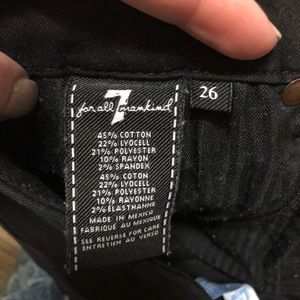 7
for all mankind
26
45% COTTON
22% LYOCELL
21% POLYESTER
10% RAYON
2% SPANDEX
45% COTON
22% LYOCELL
21% POLYESTER
10% RAYONNE
2% ELASTHANNE
MADE IN MEXICO
FABRIQUÉ AU MEXIQUE
SEE REVERSE FOR CARE
ENTRETIEN AU VERSO